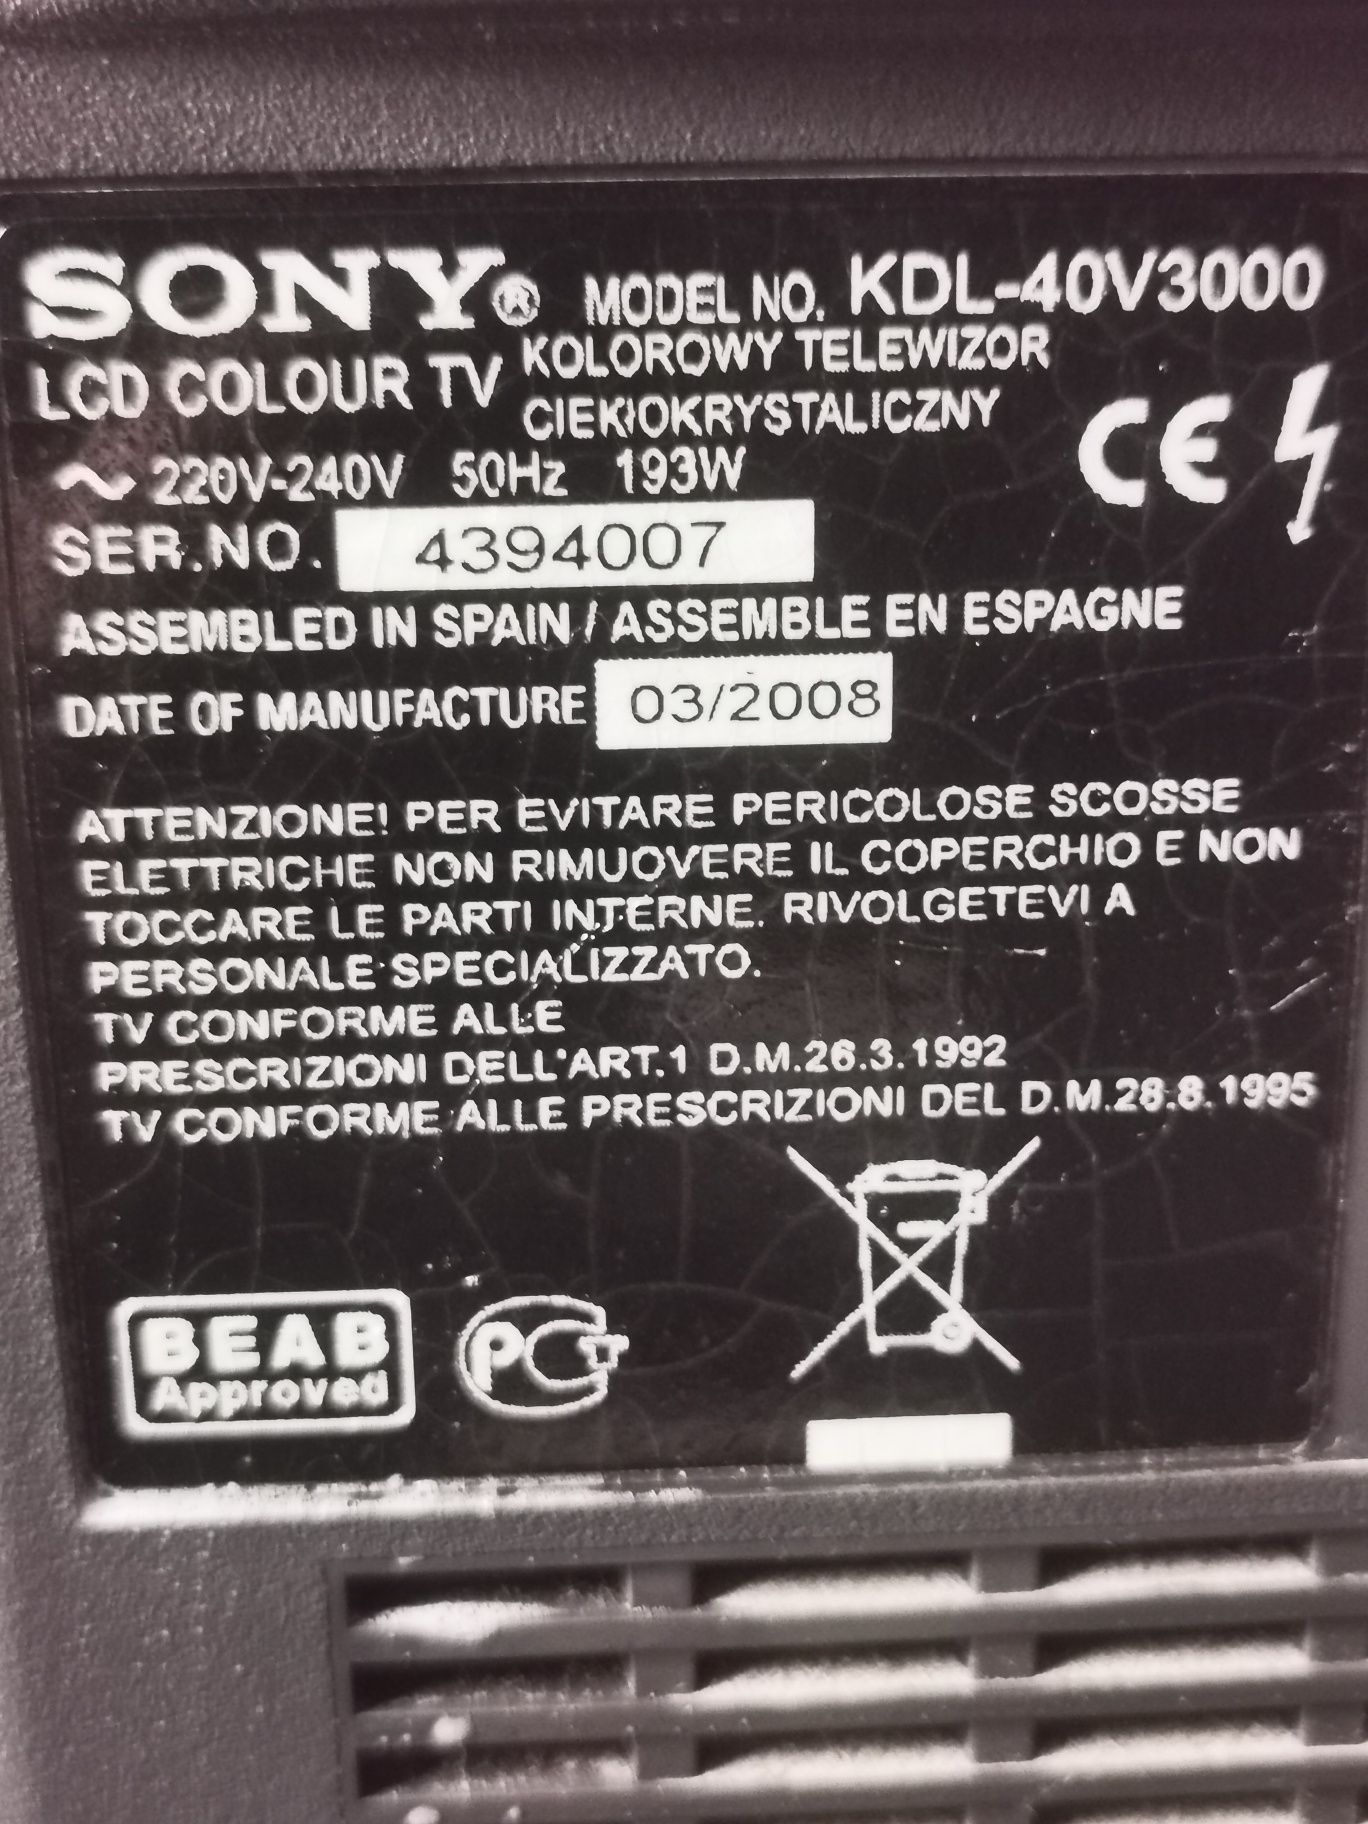 SONY® MODEL NO. KDL-40V3000
LCD COLOUR TV KOLOROWY TELEWIZOR
CIEKŁOKRYSTALICZNY
~ 220V-240V 50Hz 193W
SER.NO. 4394007
ASSEMBLED IN SPAIN / ASSEMBLE EN ESPAGNE
DATE OF MANUFACTURE 03/2008
ATTENZIONE! PER EVITARE PERICOLOSE SCOSSE
ELETTRICHE NON RIMUOVERE IL COPERCHIO E NON
TOCCARE LE PARTI INTERNE. RIVOLGETEVI A
PERSONALE SPECIALIZZATO.
TV CONFORME ALLE
PRESCRIZIONI DELL'ART.1 D.M.26.3.1992
TV CONFORME ALLE PRESCRIZIONI DEL D.M.28.8.1995
BEAB
Approved
CE